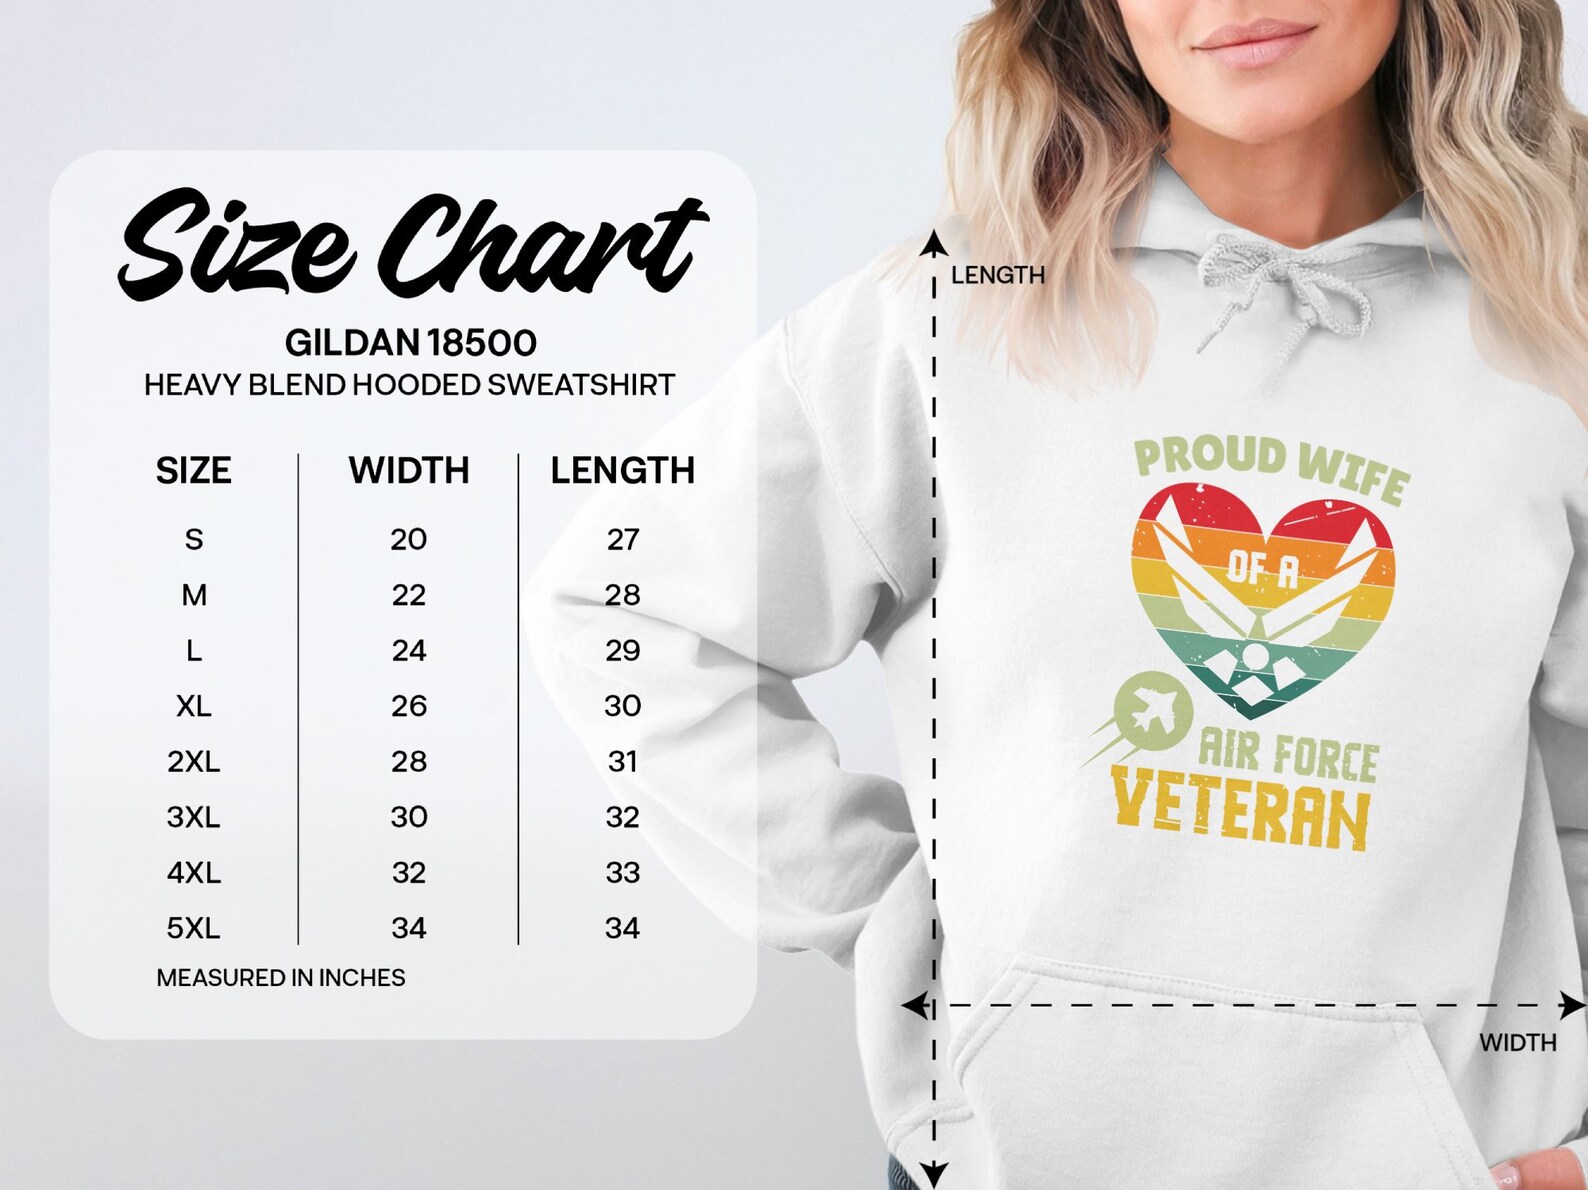 Size Chart
GILDAN 18500
HEAVY BLEND HOODED SWEATSHIRT
SIZE WIDTH LENGTH
S 20 27
M 22 28
L 24 29
XL 26 30
2XL 28 31
3XL 30 32
4XL 32 33
5XL 34 34
MEASURED IN INCHES
LENGTH
PROUD WIFE
OF A
AIR FORCE
VETERAN
WIDTH